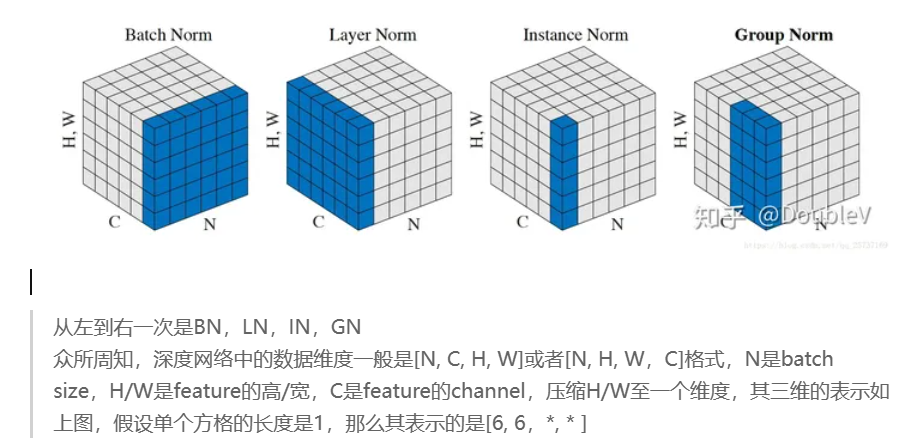 Batch Norm
Layer Norm
Instance Norm
Group Norm
H, W
C
N
H, W
C
N
H, W
C
N
H, W
C
N
知乎 @DoubleV
从左到右一次是BN，LN，IN，GN
众所周知，深度网络中的数据维度一般是[N, C, H, W]或者[N, H, W，C]格式，N是batch
size，H/W是feature的高/宽，C是feature的channel，压缩H/W至一个维度，其三维的表示如
上图，假设单个方格的长度是1，那么其表示的是[6, 6，*, * ]